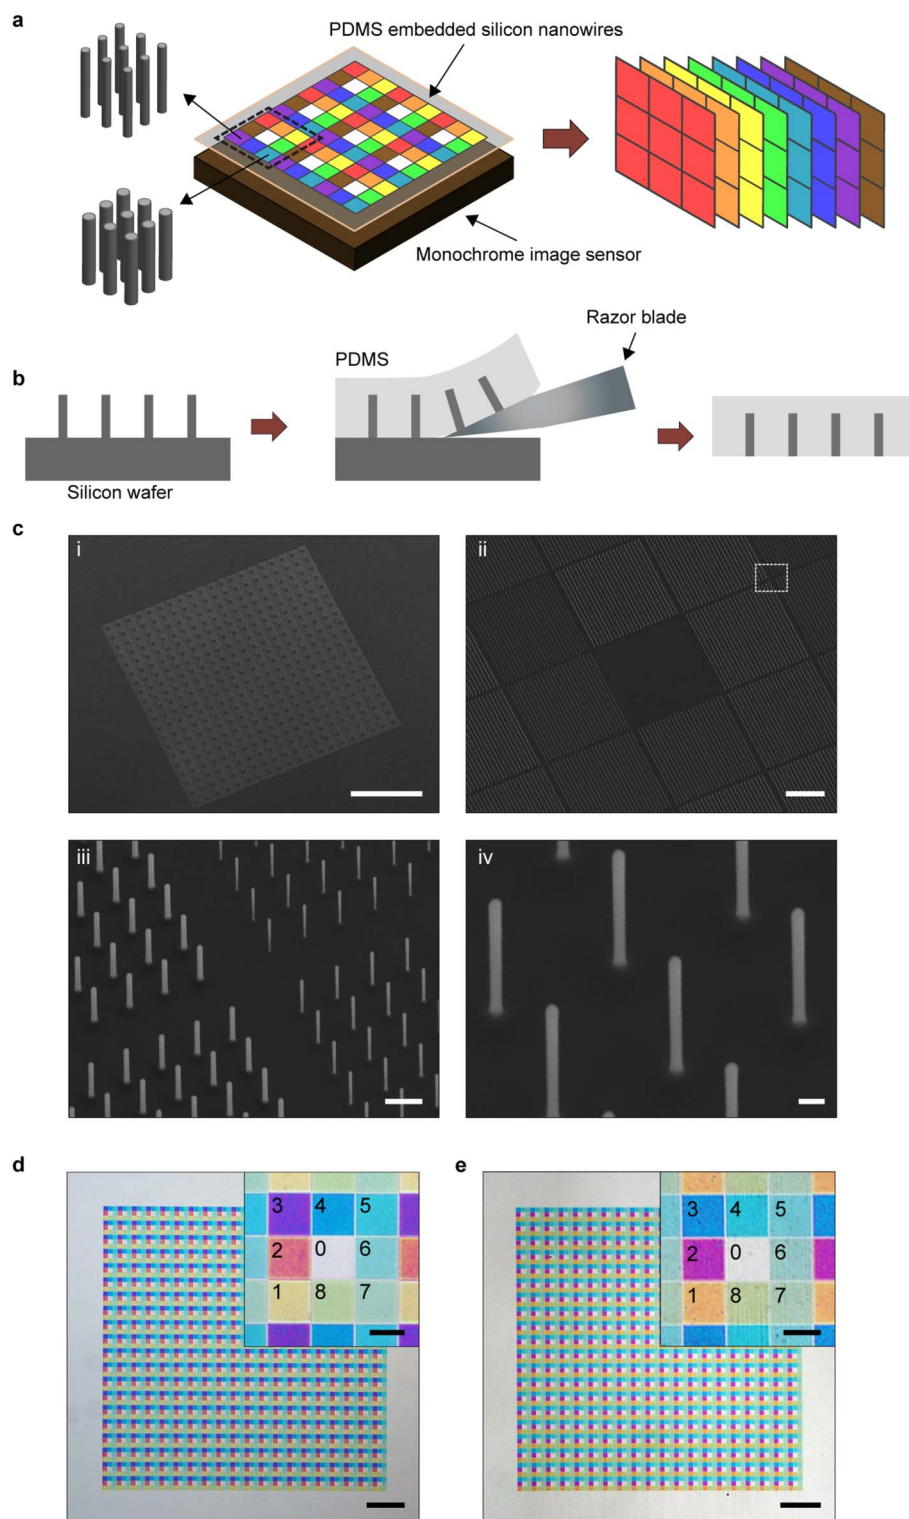 a
PDMS embedded silicon nanowires
Monochrome image sensor
Razor blade
b
PDMS
Silicon wafer
c
i
ii
iii
iv
d
3 4 5
2 0 6
1 8 7
e
3 4 5
2 0 6
1 8 7